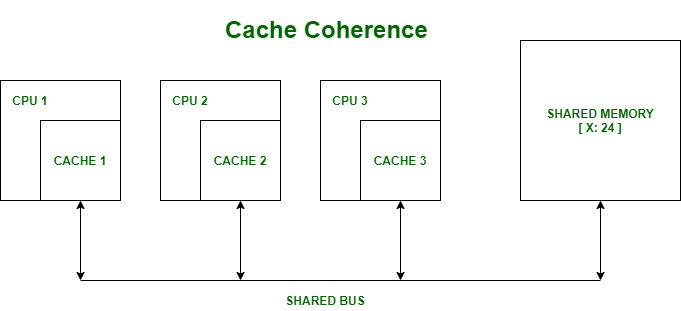 Cache Coherence
CPU 1
CACHE 1
CPU 2
CACHE 2
CPU 3
CACHE 3
SHARED MEMORY
[ X: 24 ]
SHARED BUS